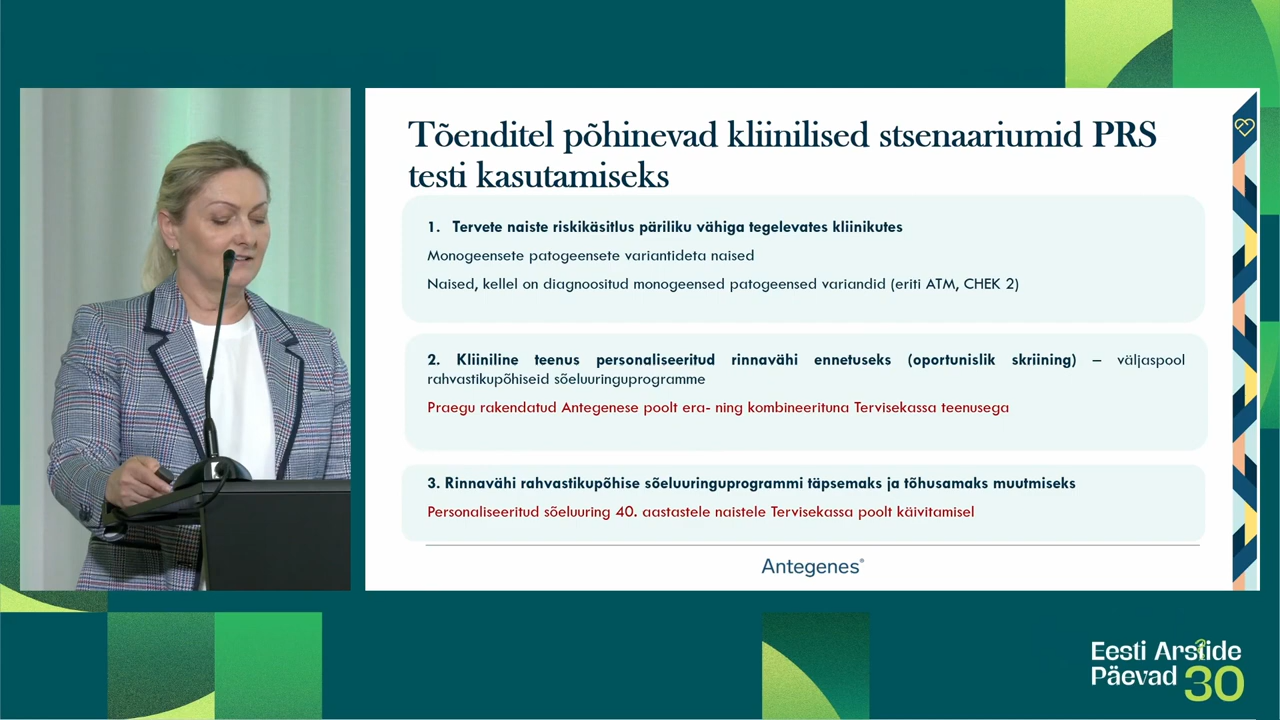 Tõenditel põhinevad kliinilised stsenaariumid PRS
testi kasutamiseks
1. Tervete naiste riskikäsitlus päriliku vähiga tegelevates kliinikutes
Monogeensete patogeensete variantideta naised
Naised, kellel on diagnoositud monogeensed patogeensed variandid (eriti ATM, CHEK 2)
2. Kliiniline teenus personaliseeritud rinnavähi ennetuseks (oportunislik skriining) – väljaspool
rahvastikupõhiseid sõeluuringuprogramme
Praegu rakendatud Antegenese poolt era- ning kombineerituna Tervisekassa teenusega
3. Rinnavähi rahvastikupõhise sõeluuringuprogrammi täpsemaks ja tõhusamaks muutmiseks
Personaliseeritud sõeluuring 40. aastastele naistele Tervisekassa poolt käivitamisel
Antegenes®
Eesti Arstide
Päevad 30